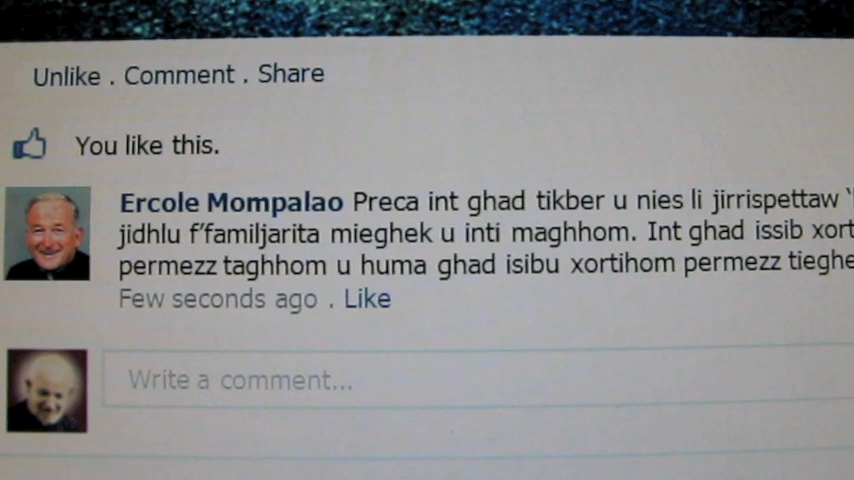 Unlike . Comment . Share
You like this.
Ercole Mompalao Preca int ghad tikber u nies li jirrispettaw
jidhlu f'familjarita mieghek u inti maghhom. Int ghad issib xort
permezz taghhom u huma ghad isibu xortihom permezz tieghe
Few seconds ago . Like
Write a comment...